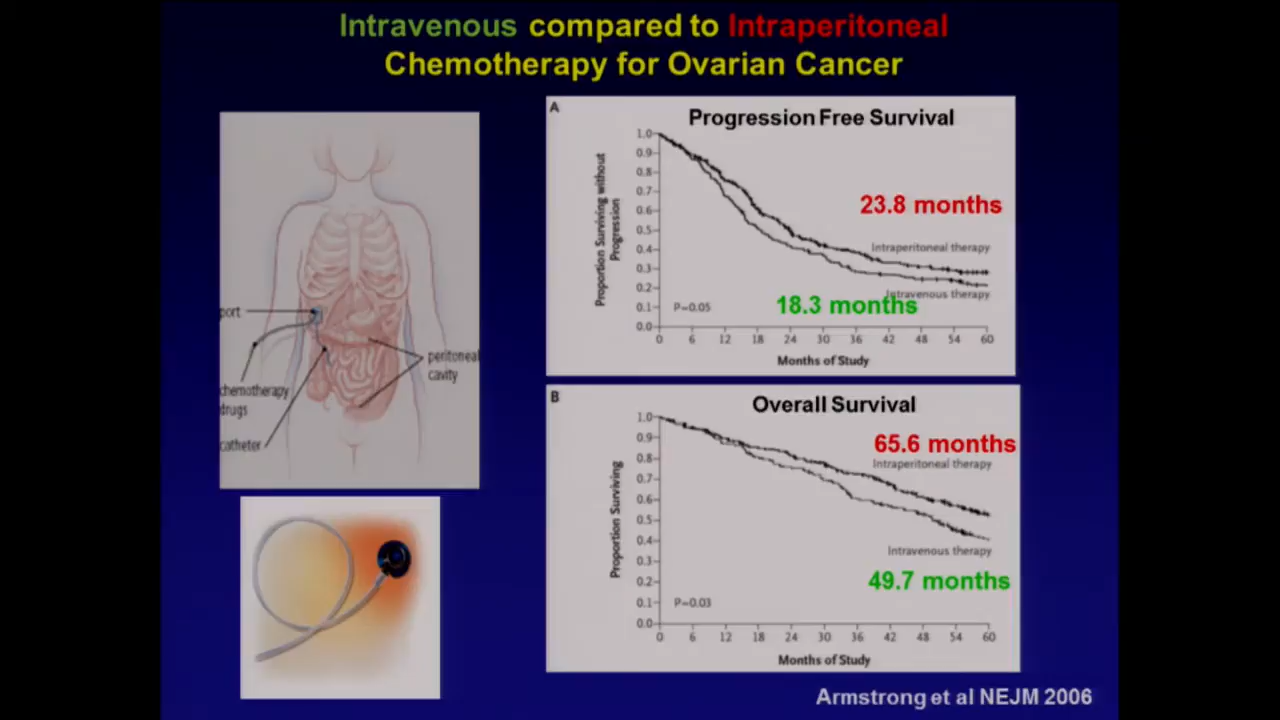 Intravenous compared to Intraperitoneal
Chemotherapy for Ovarian Cancer
port
chemotherapy
drugs
catheter
peritoneal
cavity
A
Progression Free Survival
Proportion Surviving without
Progression
1.0
0.9
0.8
0.7
0.6
0.5
0.4
0.3
0.2
0.1
0.0
23.8 months
Intraperitoneal therapy
Intravenous therapy
18.3 months
P=0.05
0 6 12 18 24 30 36 42 48 54 60
Months of Study
B
Overall Survival
Proportion Surviving
1.0
0.9
0.8
0.7
0.6
0.5
0.4
0.3
0.2
0.1
0.0
65.6 months
Intraperitoneal therapy
Intravenous therapy
49.7 months
P=0.03
0 6 12 18 24 30 36 42 48 54 60
Months of Study
Armstrong et al NEJM 2006